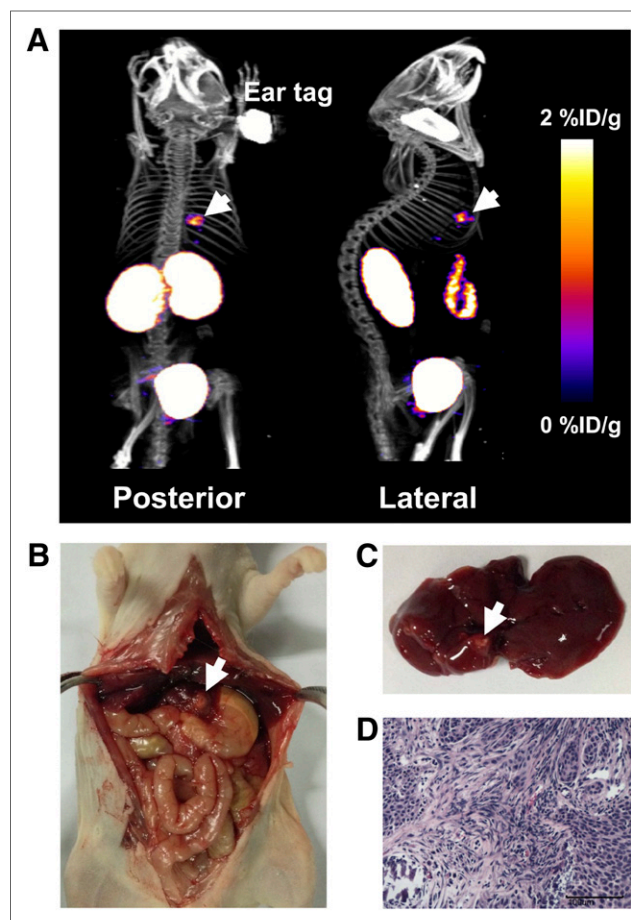 A
Ear tag
2 %ID/g
0 %ID/g
Posterior
Lateral
B
C
D